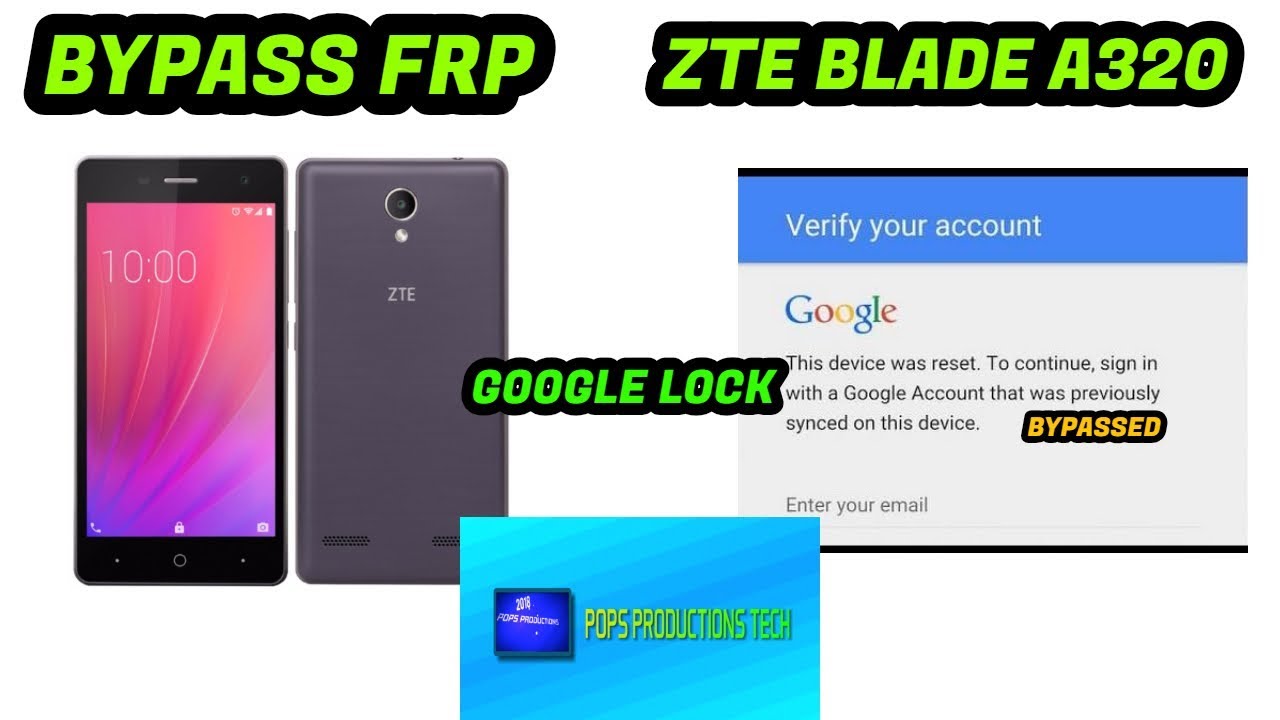 BYPASS FRP
ZTE BLADE A320
10:00
ZTE
GOOGLE LOCK
Verify your account
Google
This device was reset. To continue, sign in
with a Google Account that was previously
synced on this device.
BYPASSED
Enter your email
2018
POPS PRODUCTIONS
POPS PRODUCTIONS TECH